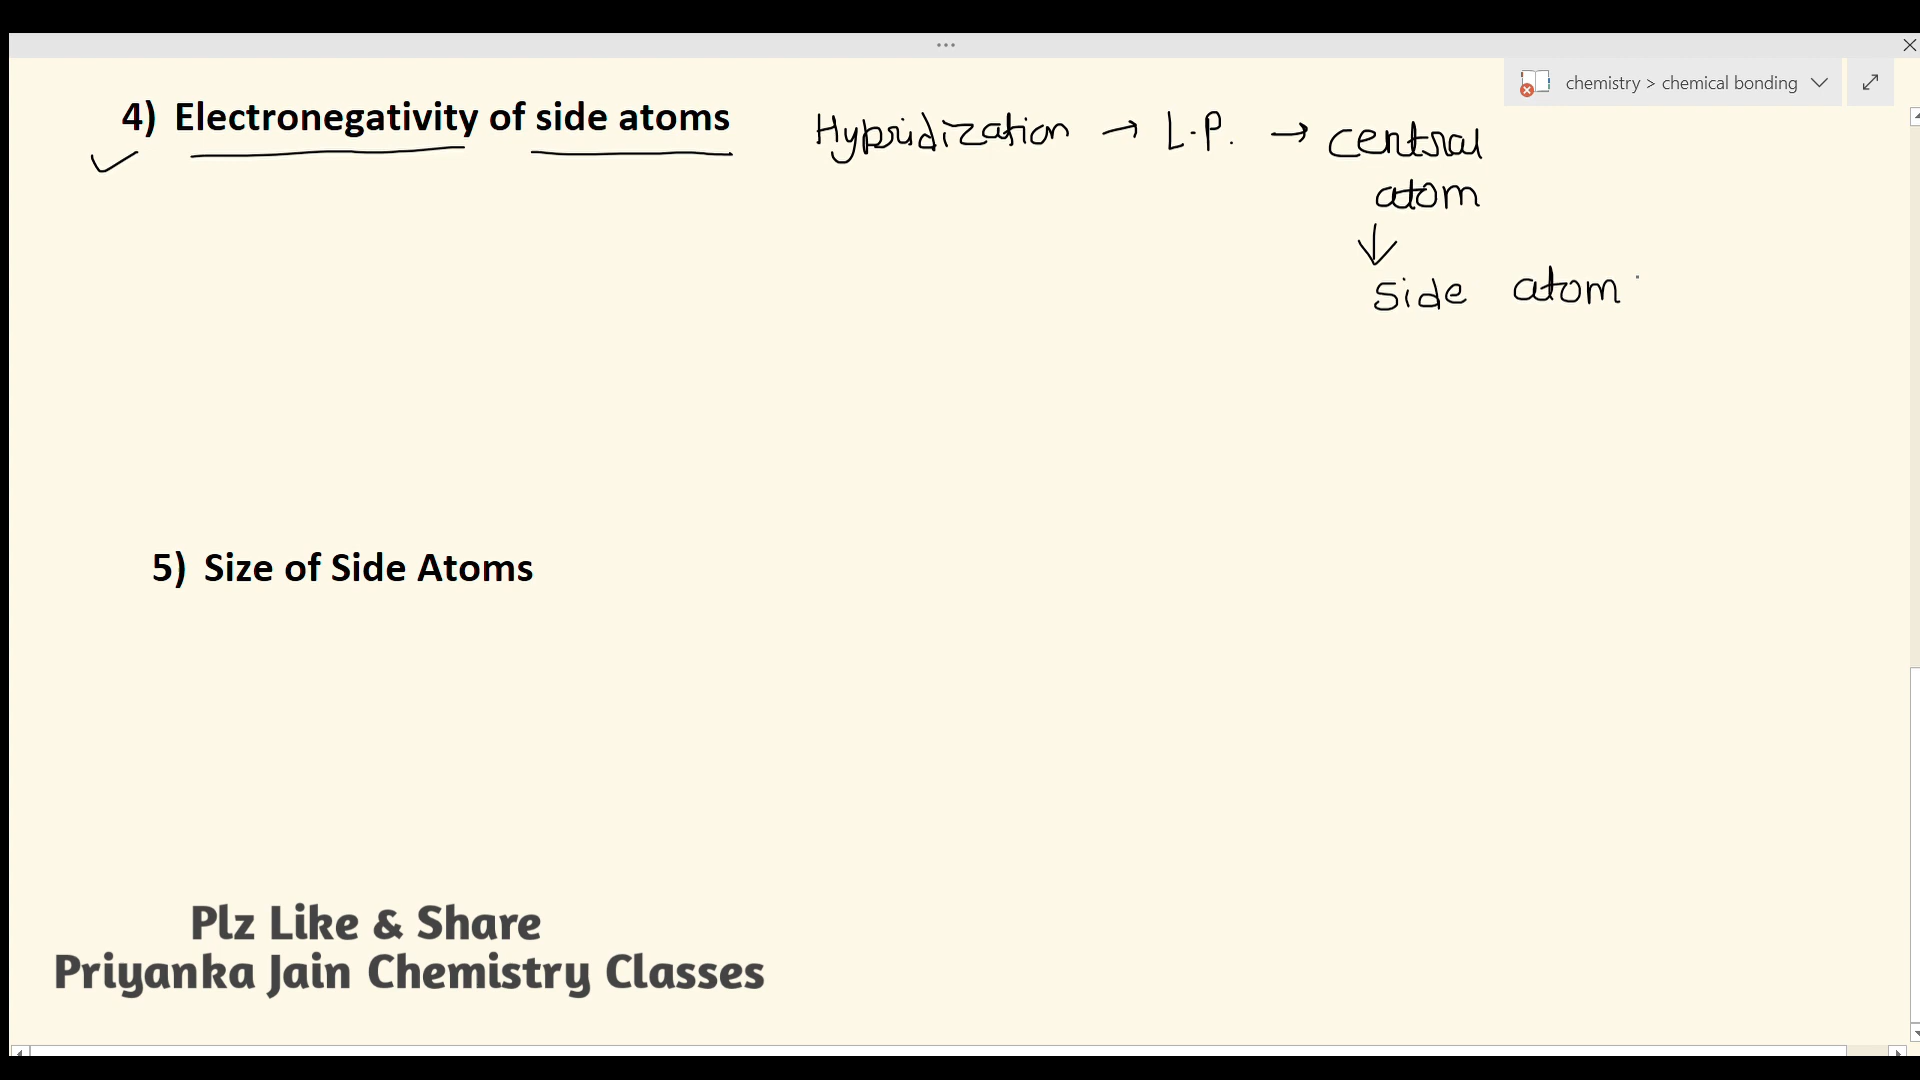 chemistry > chemical bonding
4) Electronegativity of side atoms
Hybridization → L.P. → central
atom
↓
side atom
5) Size of Side Atoms
Plz Like & Share
Priyanka Jain Chemistry Classes